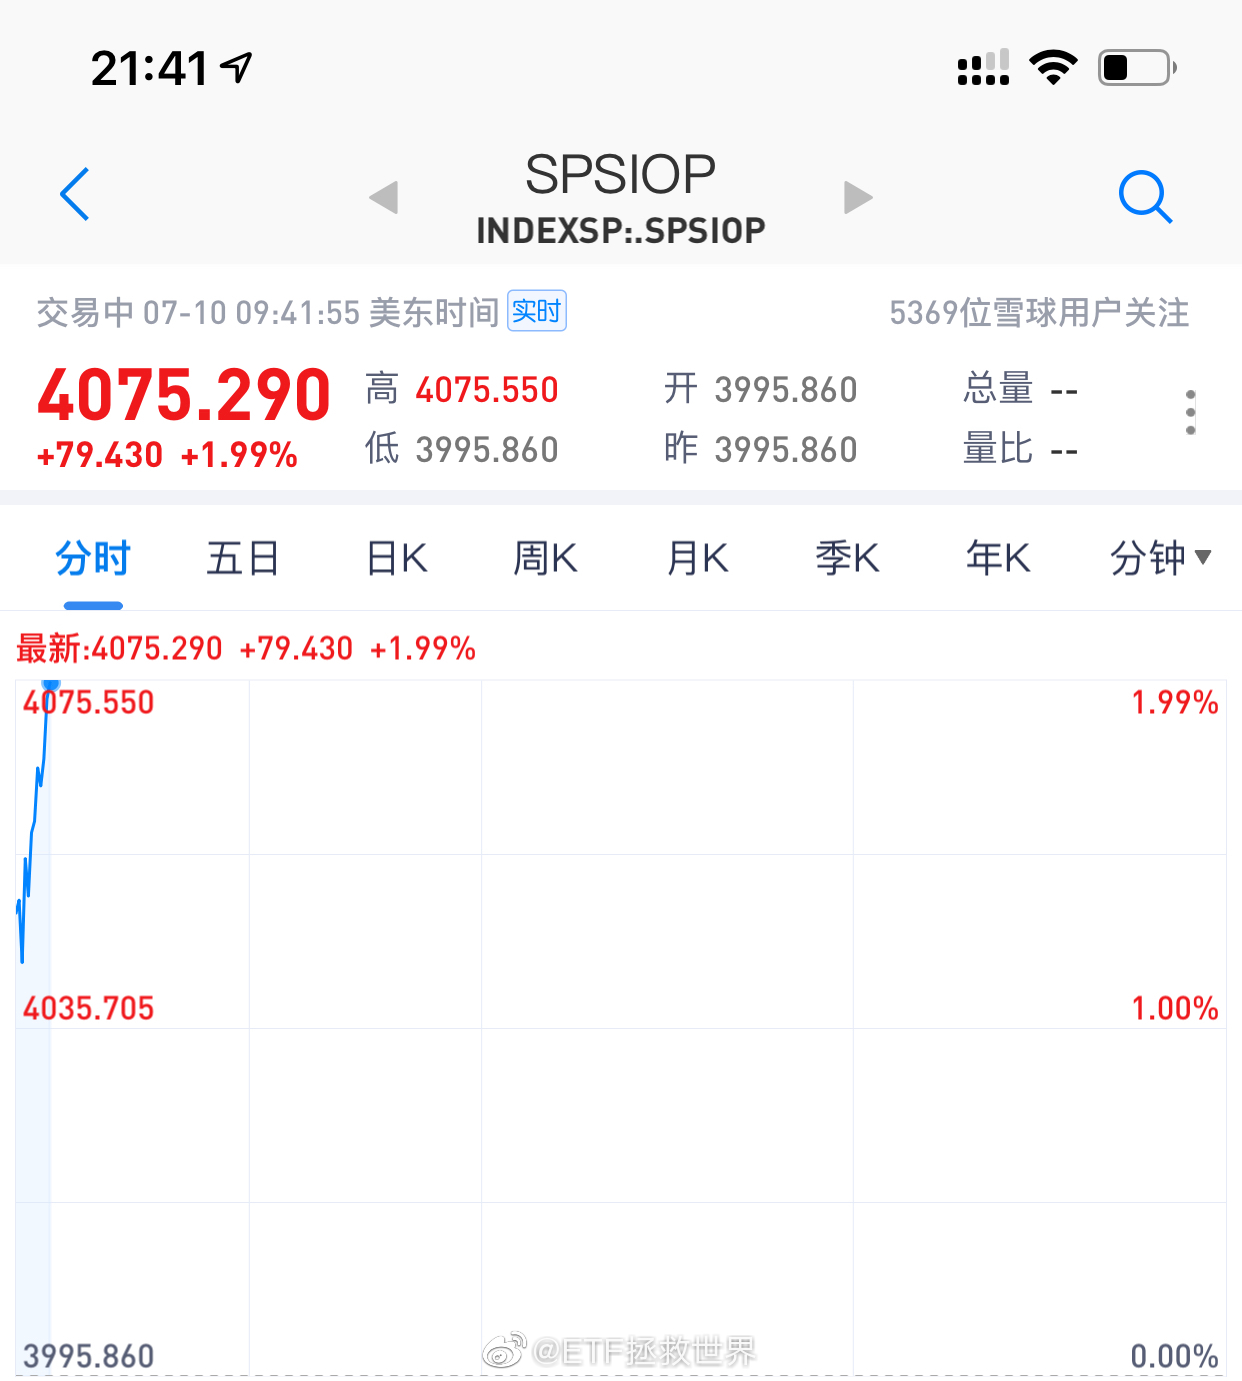 21:41
SPSIOP
INDEXSP:.SPSIOP
交易中 07-10 09:41:55 美东时间 实时 5369位雪球用户关注
4075.290 高 4075.550 开 3995.860 总量 --
+79.430 +1.99% 低 3995.860 昨 3995.860 量比 --
分时 五日 日K 周K 月K 季K 年K 分钟
最新:4075.290 +79.430 +1.99%
4075.550 1.99%
4035.705 1.00%
3995.860 @ETF拯救世界 0.00%